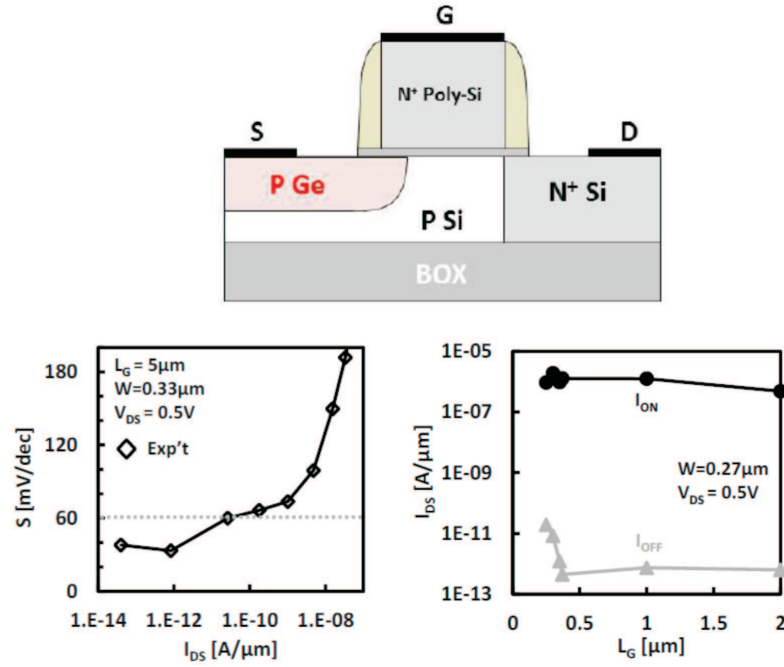 G
N⁺ Poly-Si
S
D
P Ge
N⁺ Si
P Si
BOX
180
120
60
0
S [mV/dec]
L_G = 5µm
W=0.33µm
V_DS = 0.5V
Exp't
1.E-14 1.E-12 1.E-10 1.E-08
I_DS [A/µm]
1E-05
1E-07
1E-09
1E-11
1E-13
I_DS [A/µm]
I_ON
W=0.27µm
V_DS = 0.5V
I_OFF
0 0.5 1 1.5 2
L_G [µm]